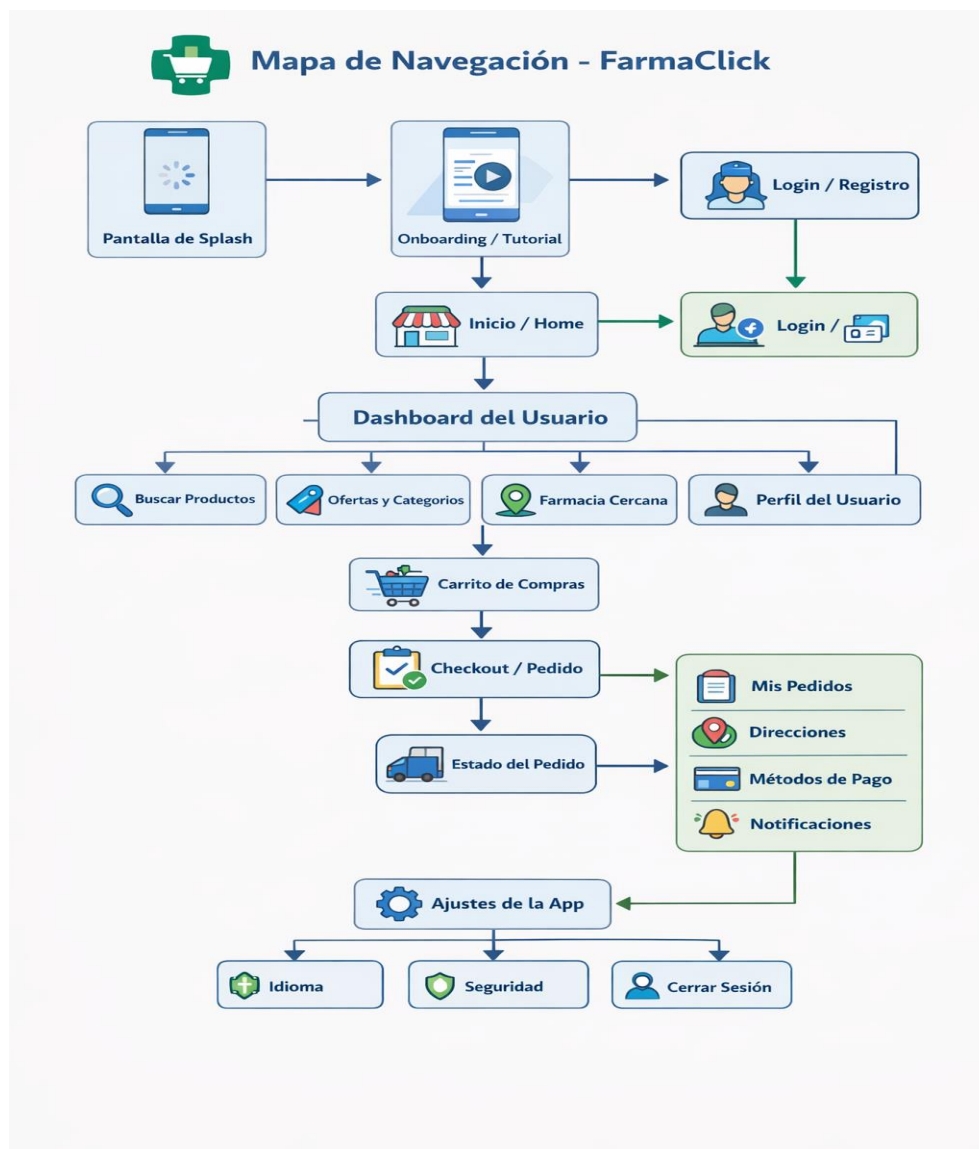 Mapa de Navegación - FarmaClick
Pantalla de Splash
Onboarding / Tutorial
Login / Registro
Inicio / Home
Login /
Dashboard del Usuario
Buscar Productos
Ofertas y Categorios
Farmacia Cercana
Perfil del Usuario
Carrito de Compras
Checkout / Pedido
Mis Pedidos
Direcciones
Estado del Pedido
Métodos de Pago
Notificaciones
Ajustes de la App
Idioma
Seguridad
Cerrar Sesión